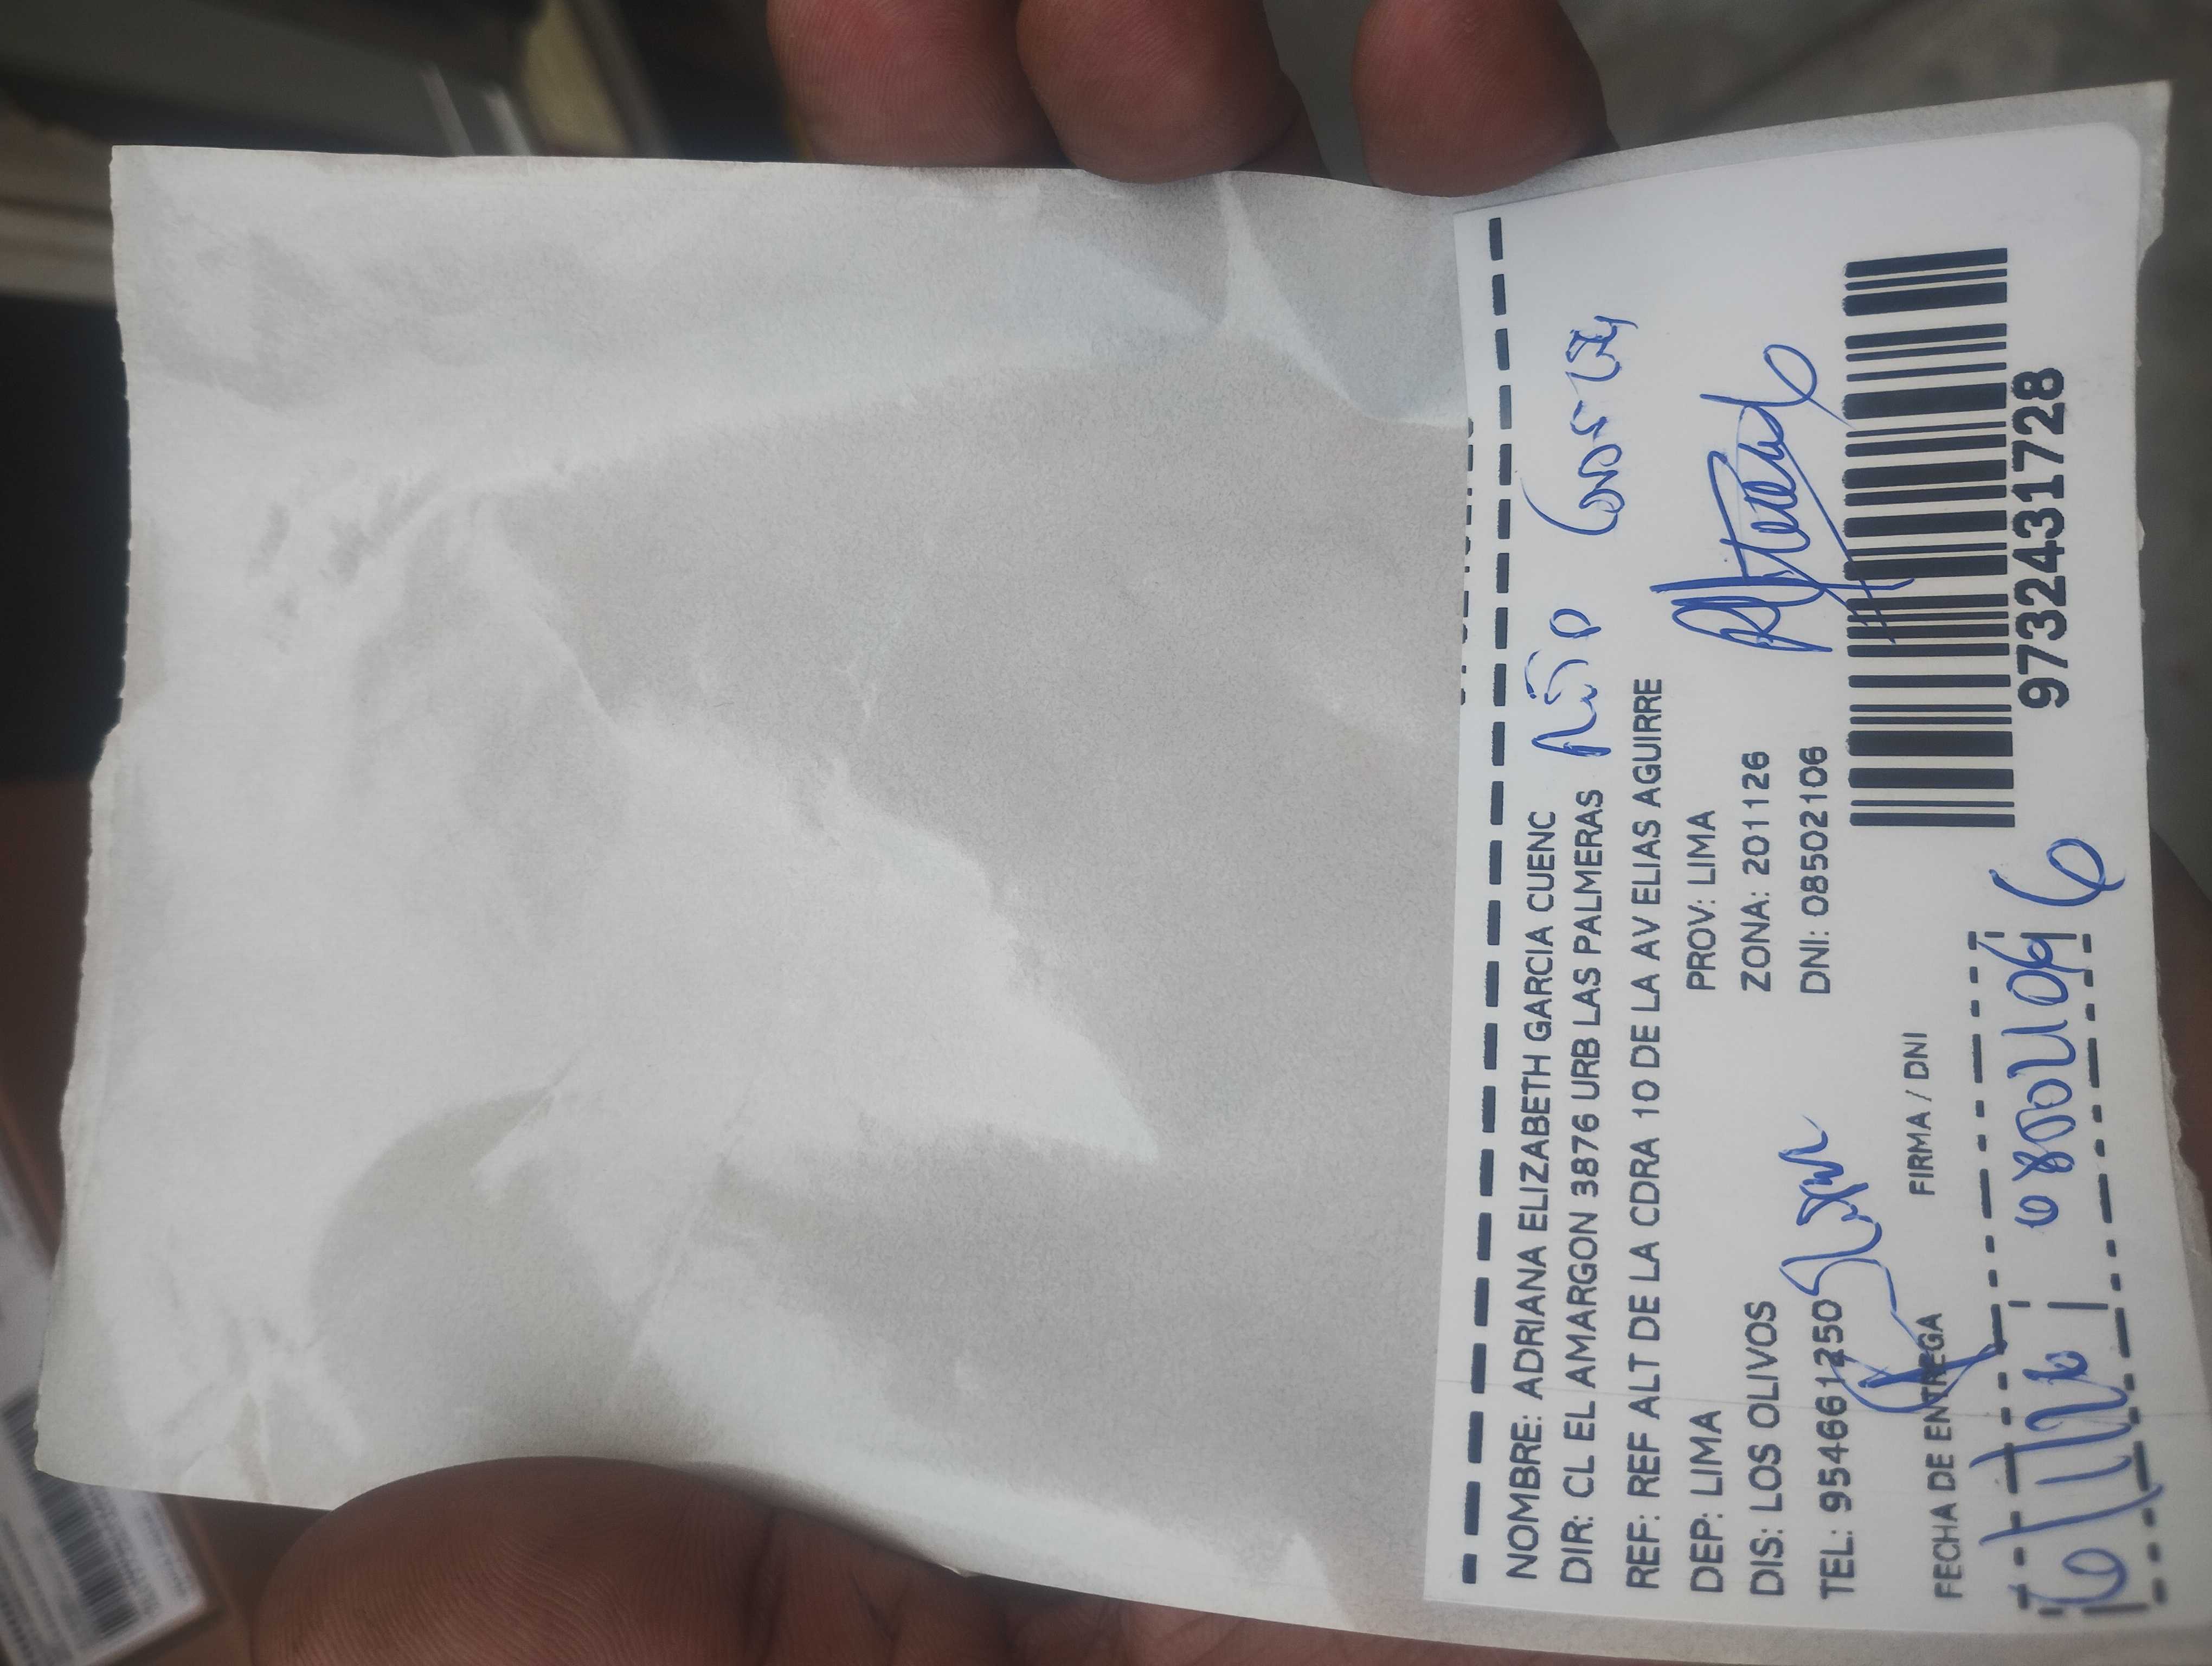 NOMBRE: ADRIANA ELIZABETH GARCIA CUENC
DIR: CL EL AMARGON 3876 URB LAS PALMERAS
REF: REF ALT DE LA CDRA 10 DE LA AV ELIAS AGUIRRE
DEP: LIMA PROV: LIMA
DIS: LOS OLIVOS ZONA: 201126
TEL: 954661250 DNI: 08502106
FECHA DE ENTREGA FIRMA / DNI
9732431728